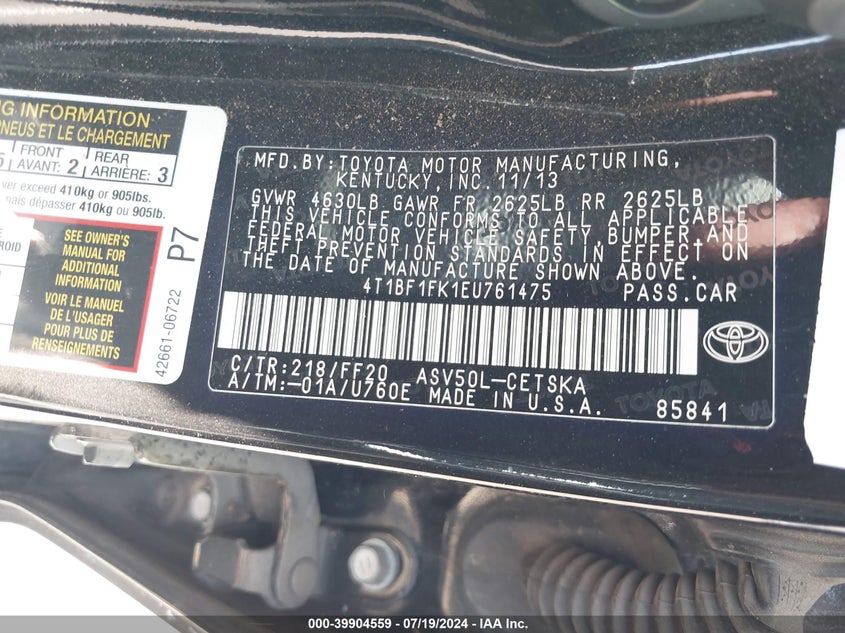 NG INFORMATION
PNEUS ET LE CHARGEMENT
5 FRONT AVANT: 2 REAR ARRIÈRE: 3
ver exceed 410kg or 905lbs.
mais dépasser 410kg ou 905lb.
E
ROID
SEE OWNER'S
MANUAL FOR
ADDITIONAL
INFORMATION
VOIR LE MANUEL
DE L'USAGER
POUR PLUS DE
RENSEIGNEMENTS
P7
42661-06722
MFD.BY:TOYOTA MOTOR MANUFACTURING,
KENTUCKY, INC.11/13
GVWR 4630LB GAWR FR 2625LB RR 2625LB
THIS VEHICLE CONFORMS TO ALL APPLICABLE
FEDERAL MOTOR VEHICLE SAFETY,BUMPER,AND
THEFT PREVENTION STANDARDS IN EFFECT ON
THE DATE OF MANUFACTURE SHOWN ABOVE.
4T1BF1FK1EU761475 PASS.CAR
C/TR:218/FF20 ASV50L-CETSKA
A/TM:-01A/U760E MADE IN U.S.A. 85841
000-39904559 / 07/19/2024 - IAA Inc.